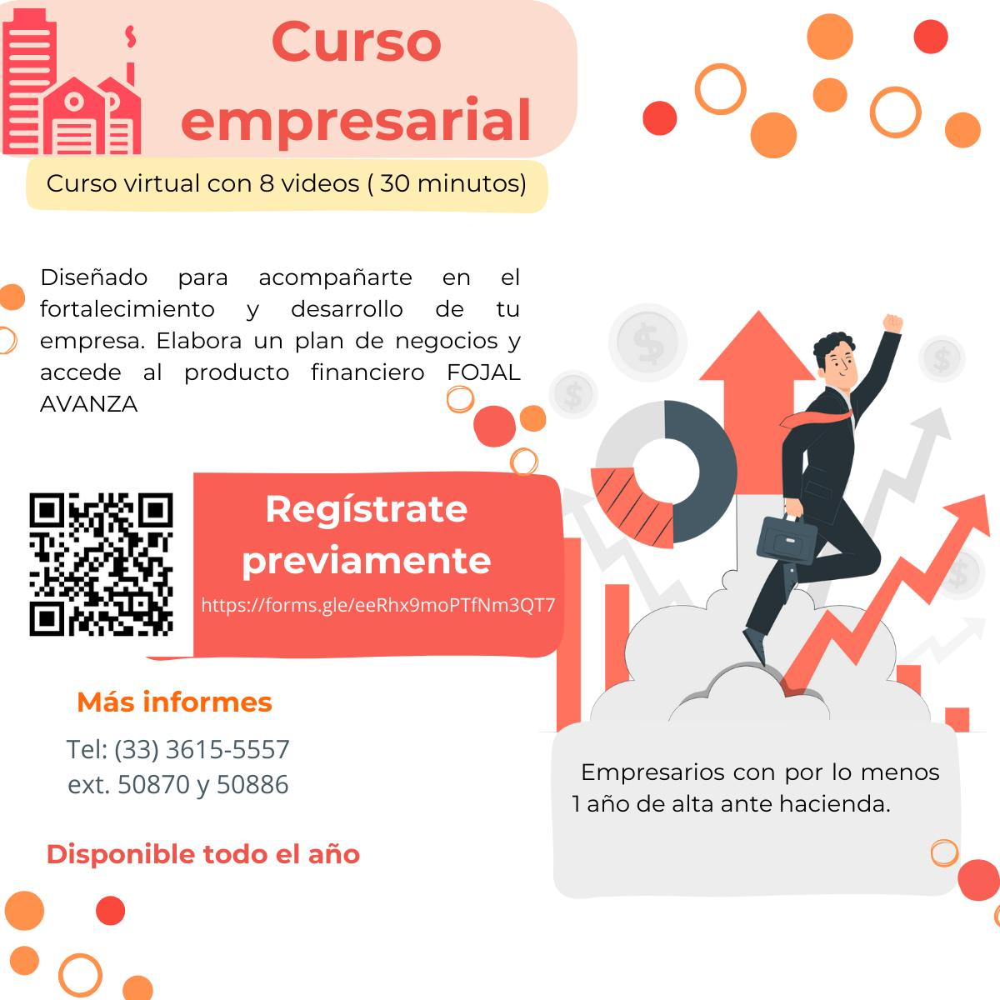 Curso
empresarial
Curso virtual con 8 videos ( 30 minutos)
Diseñado para acompañarte en el
fortalecimiento y desarrollo de tu
empresa. Elabora un plan de negocios y
accede al producto financiero FOJAL
AVANZA
Regístrate
previamente
https://forms.gle/eeRhx9moPTfNm3QT7
Más informes
Tel: (33) 3615-5557
ext. 50870 y 50886
Disponible todo el año
Empresarios con por lo menos
1 año de alta ante hacienda.